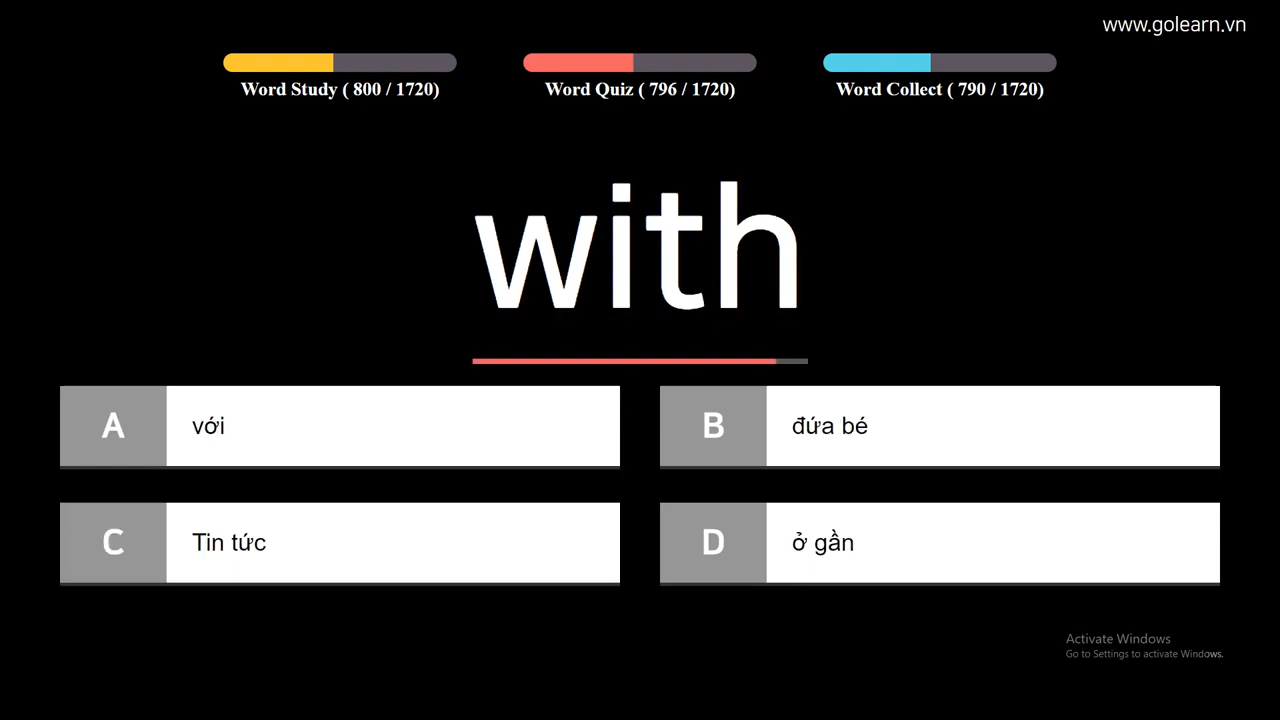 www.golearn.vn
Word Study ( 800 / 1720)
Word Quiz ( 796 / 1720)
Word Collect ( 790 / 1720)
with
A với
B đứa bé
C Tin tức
D ở gần
Activate Windows
Go to Settings to activate Windows.